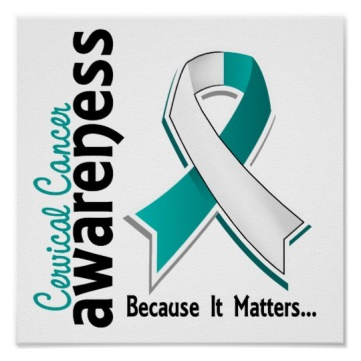 Cervical Cancer
awareness
Because It Matters...